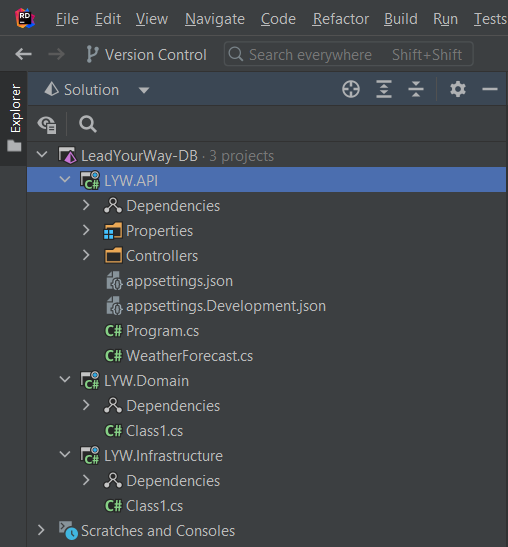 RD File Edit View Navigate Code Refactor Build Run Tests
Version Control Search everywhere Shift+Shift
Explorer
Solution
LeadYourWay-DB · 3 projects
C# LYW.API
Dependencies
Properties
Controllers
appsettings.json
appsettings.Development.json
C# Program.cs
C# WeatherForecast.cs
C# LYW.Domain
Dependencies
C# Class1.cs
C# LYW.Infrastructure
Dependencies
C# Class1.cs
Scratches and Consoles